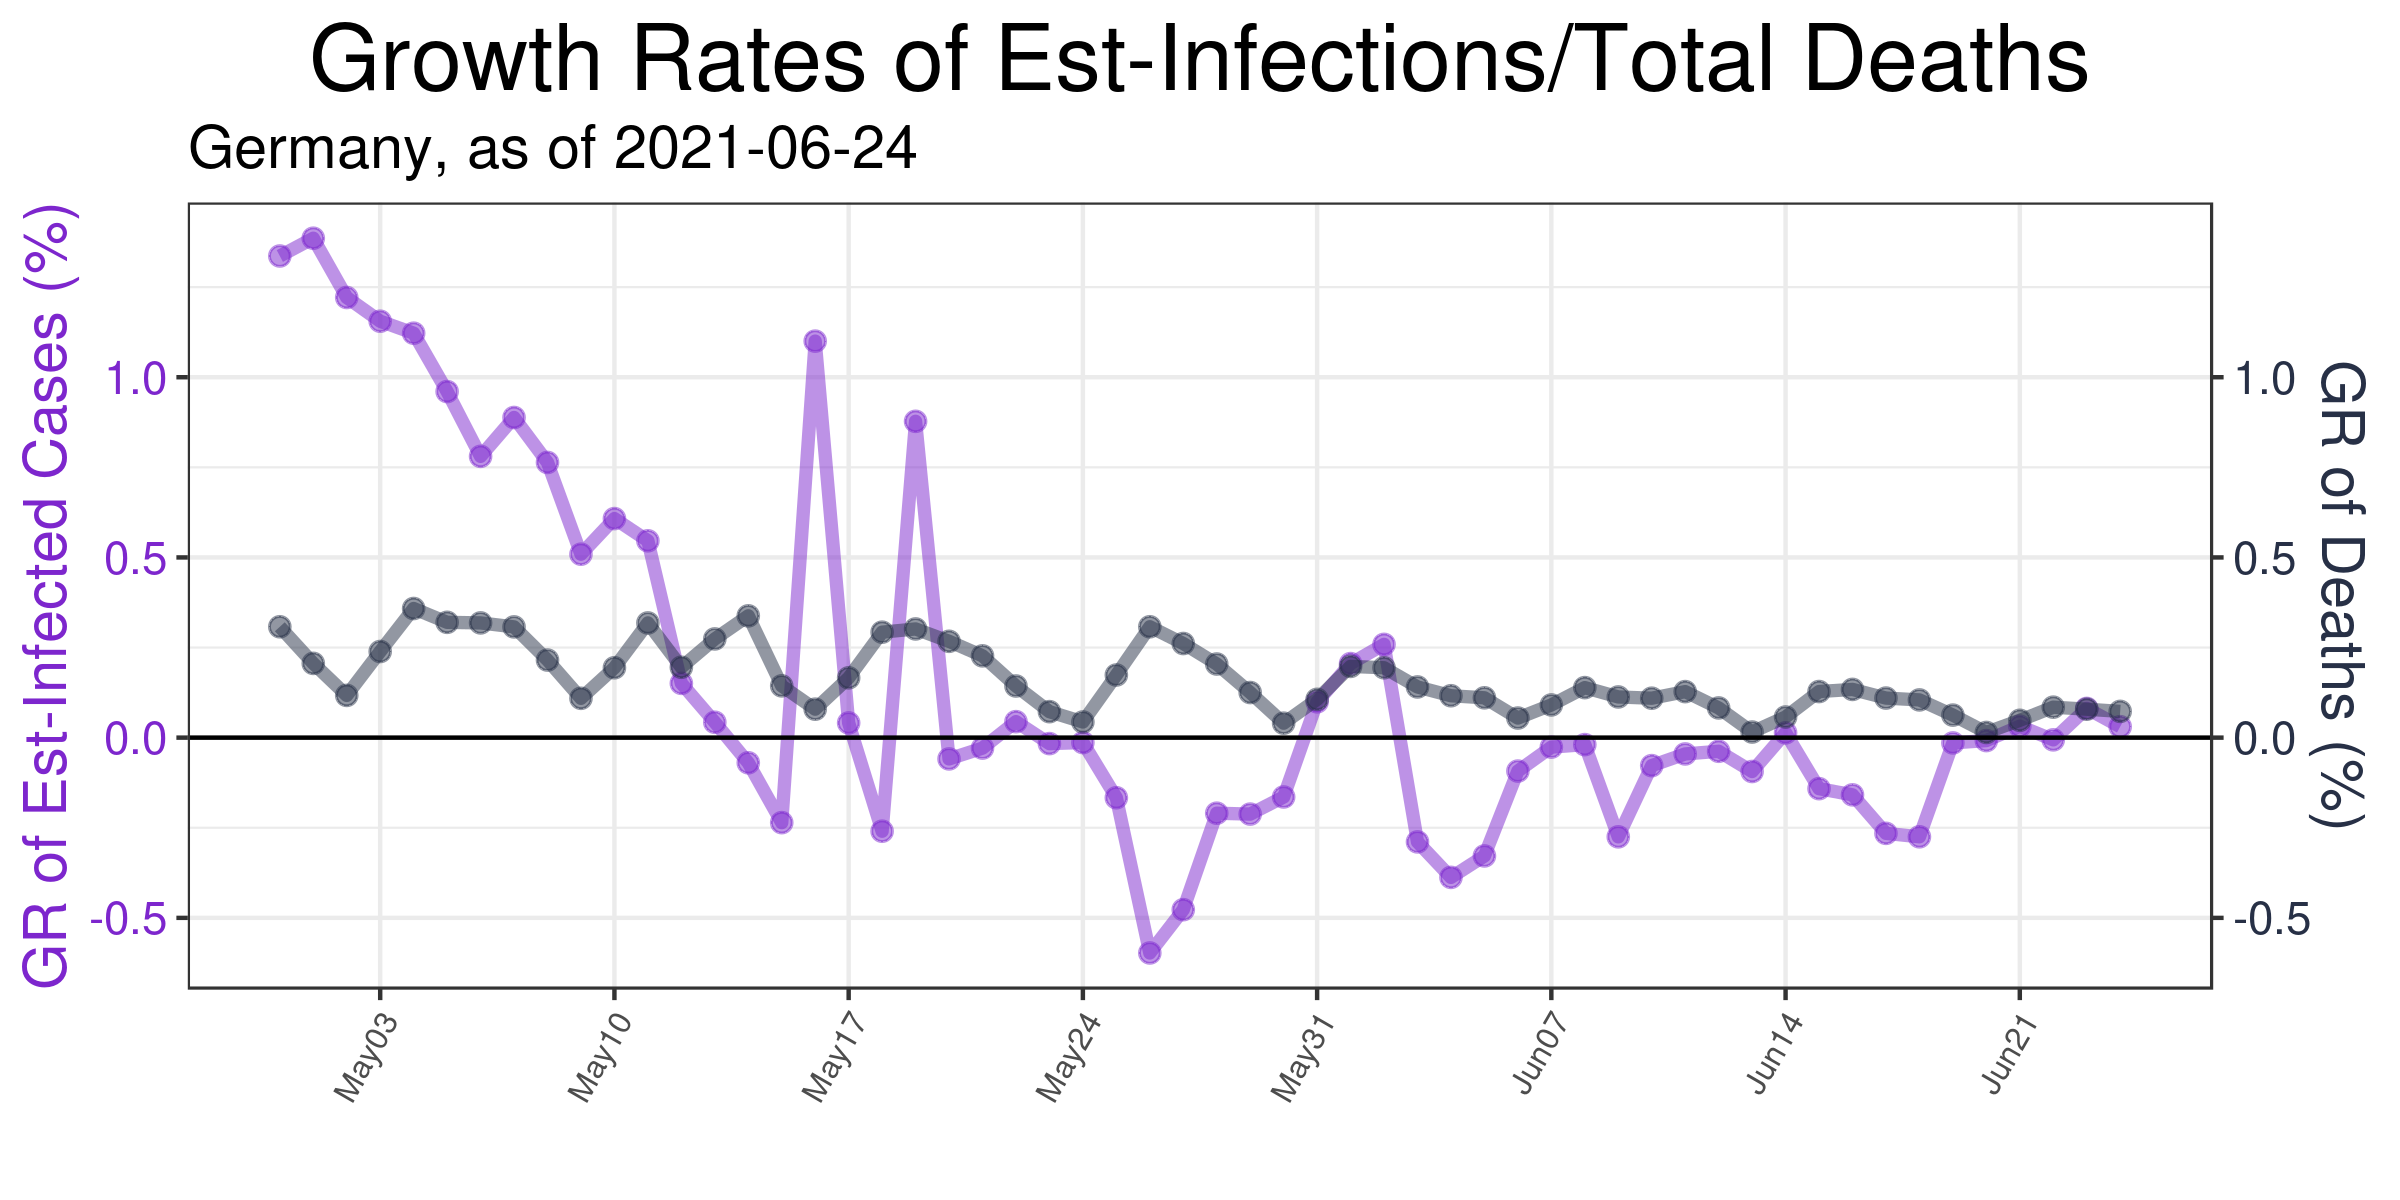 Growth Rates of Est-Infections/Total Deaths
Germany, as of 2021-06-24
GR of Est-Infected Cases (%)
1.0
0.5
0.0
-0.5
1.0
0.5
0.0
-0.5
GR of Deaths (%)
May03
May10
May17
May24
May31
Jun07
Jun14
Jun21